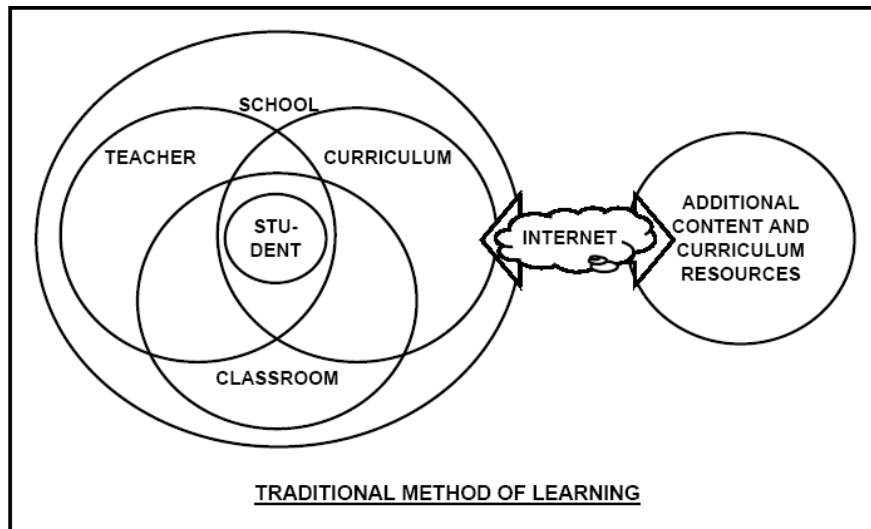 SCHOOL
TEACHER
CURRICULUM
STU-
DENT
CLASSROOM
INTERNET
ADDITIONAL
CONTENT AND
CURRICULUM
RESOURCES
TRADITIONAL METHOD OF LEARNING